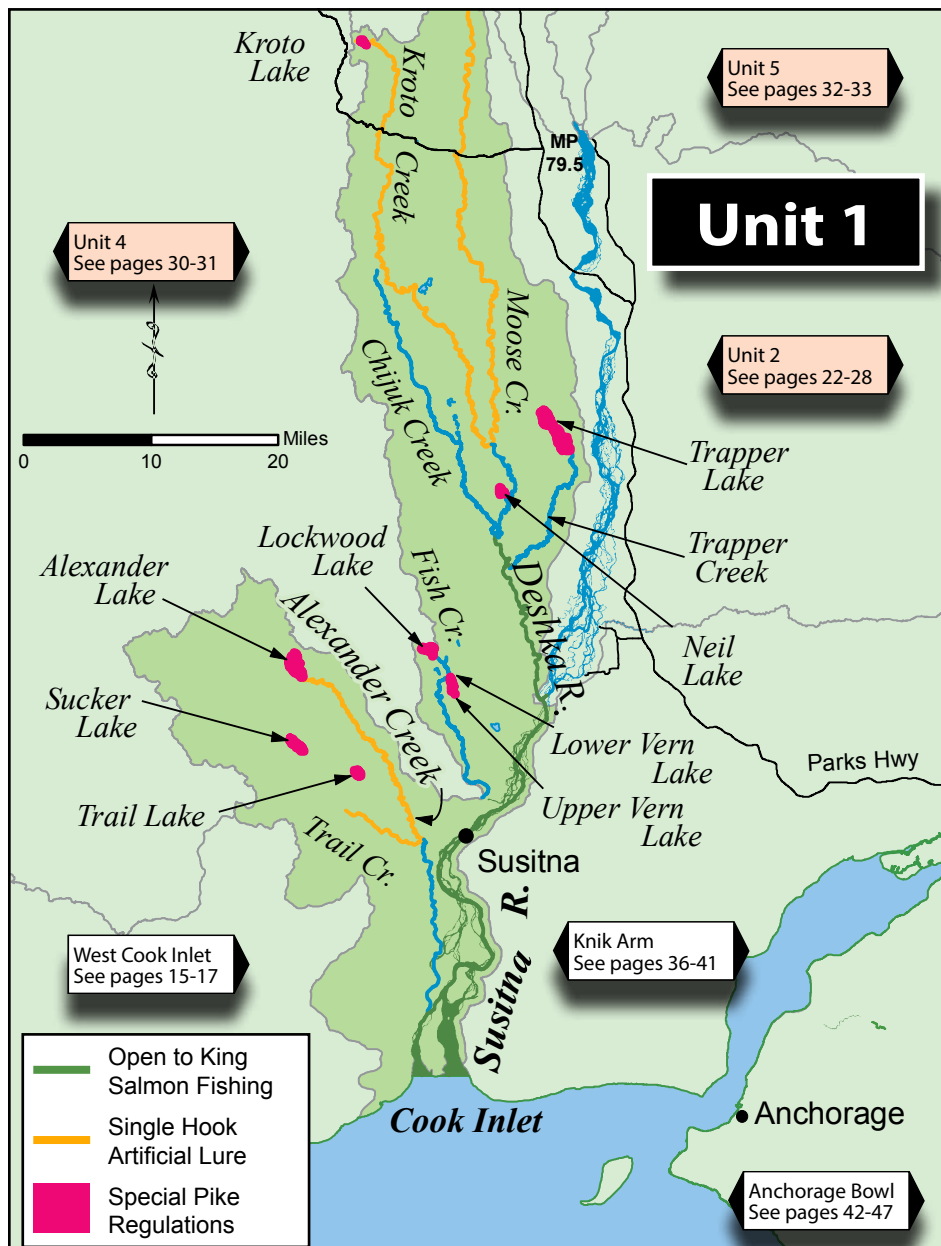 Kroto
Lake
Kroto
Creek
Unit 5
See pages 32-33
MP
79.5
Unit 1
Unit 4
See pages 30-31
Moose Cr.
Chijuk Creek
Unit 2
See pages 22-28
Miles
0 10 20
Trapper
Lake
Lockwood
Lake
Trapper
Creek
Alexander
Lake
Fish Cr.
Deshka R.
Alexander Creek
Neil
Lake
Sucker
Lake
Lower Vern
Lake
Parks Hwy
Trail Lake
Upper Vern
Lake
Trail Cr.
Susitna
Susitna R.
West Cook Inlet
See pages 15-17
Knik Arm
See pages 36-41
Open to King
Salmon Fishing
Single Hook
Artificial Lure
Special Pike
Regulations
Cook Inlet
Anchorage
Anchorage Bowl
See pages 42-47